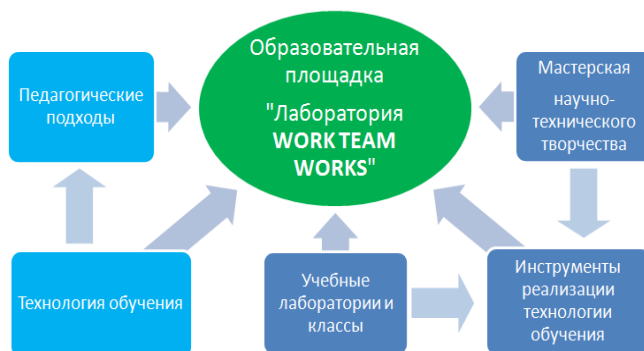 Образовательная
площадка
"Лаборатория
WORK TEAM
WORKS"
Педагогические
подходы
Мастерская
научно-
технического
творчества
Технология обучения
Учебные
лаборатории и
классы
Инструменты
реализации
технологии
обучения